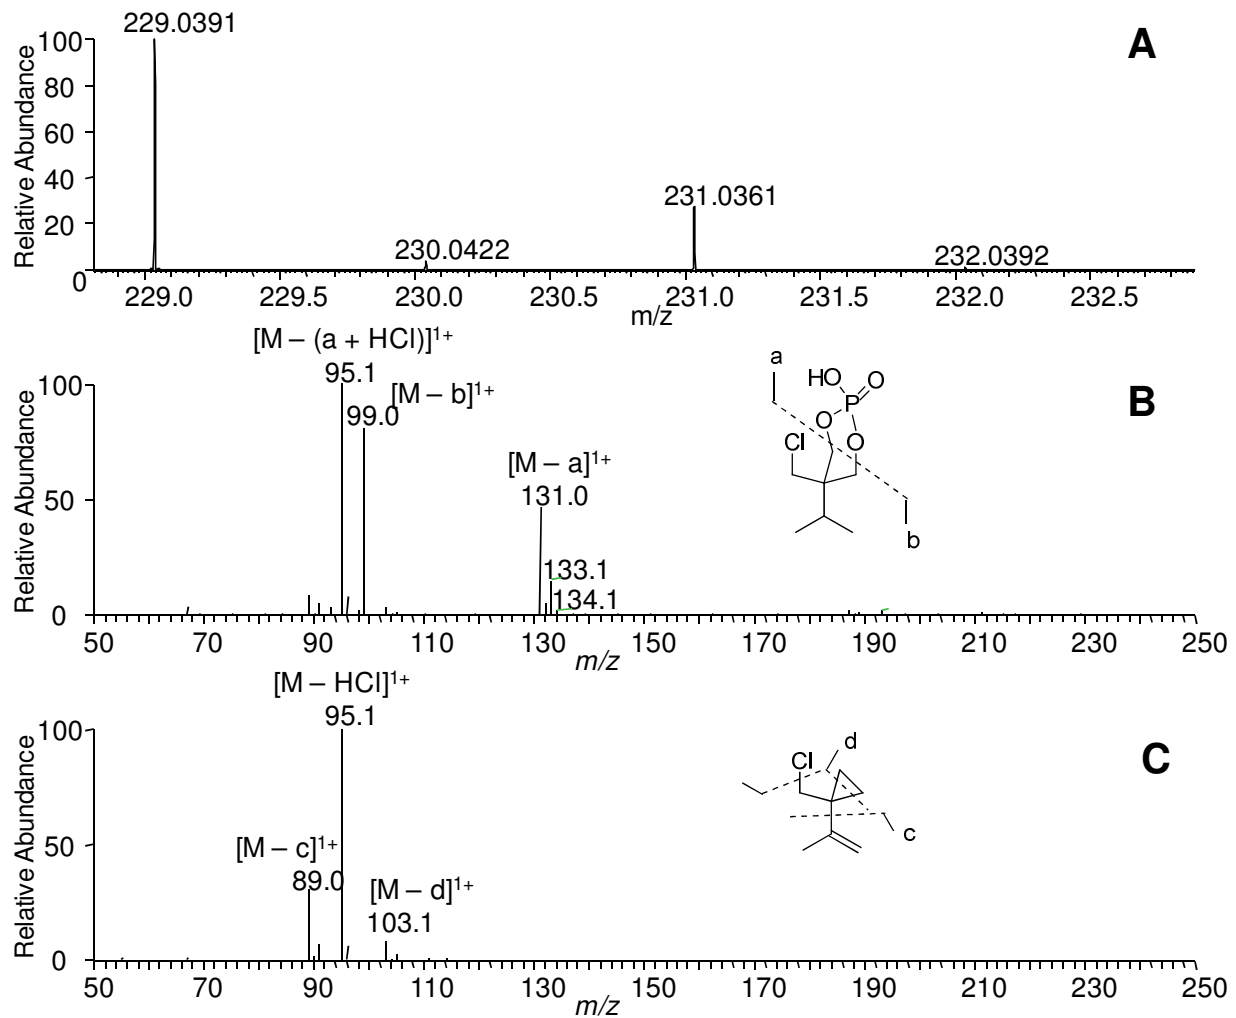 229.0391
A
Relative Abundance
100
80
60
40
20
0
231.0361
230.0422
232.0392
229.0 229.5 230.0 230.5 231.0 231.5 232.0 232.5
m/z
[M – (a + HCl)]1+
95.1
[M – b]1+
99.0
[M – a]1+
131.0
133.1
134.1
B
Relative Abundance
100
50
0
a
HO
O
P
O
O
Cl
b
50 70 90 110 130 150 170 190 210 230 250
m/z
[M – HCl]1+
95.1
[M – c]1+
89.0
[M – d]1+
103.1
C
Relative Abundance
100
50
0
Cl
d
c
50 70 90 110 130 150 170 190 210 230 250
m/z